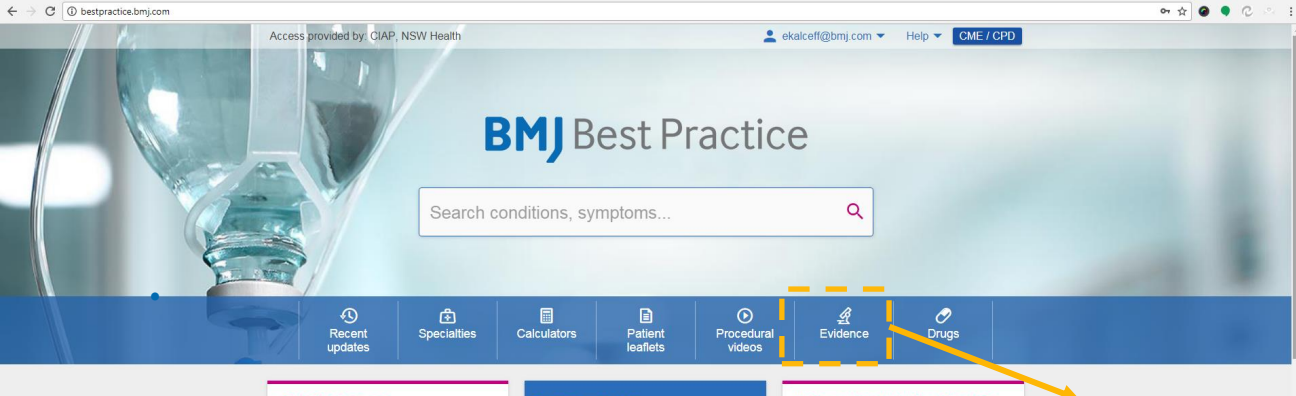 bestpractice.bmj.com
Access provided by: CIAP, NSW Health
ekalceff@bmj.com
Help
CME / CPD
BMJ Best Practice
Search conditions, symptoms...
Recent
updates
Specialties
Calculators
Patient
leaflets
Procedural
videos
Evidence
Drugs